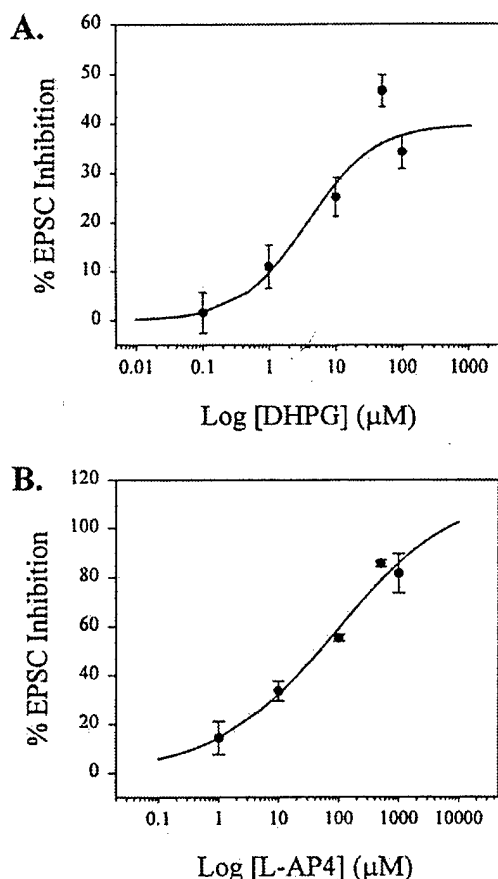 A.
60
50
40
30
20
10
0
% EPSC Inhibition
0.01 0.1 1 10 100 1000
Log [DHPG] (μM)
B.
120
100
80
60
40
20
0
% EPSC Inhibition
0.1 1 10 100 1000 10000
Log [L-AP4] (μM)